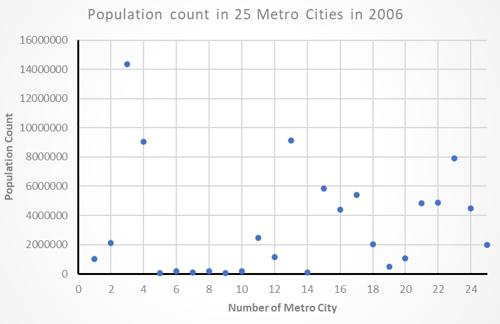 Population count in 25 Metro Cities in 2006
16000000
14000000
12000000
10000000
8000000
6000000
4000000
2000000
0
Population Count
0 2 4 6 8 10 12 14 16 18 20 22 24
Number of Metro City